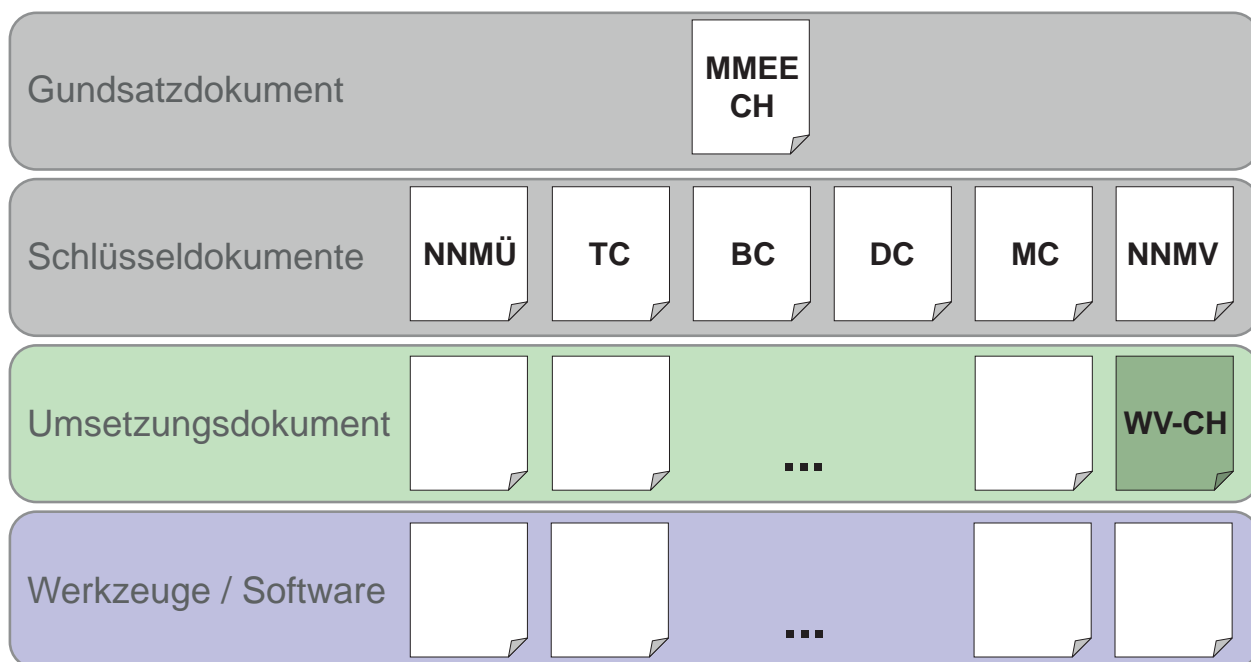 Gundsatzdokument
MMEE
CH
Schlüsseldokumente
NNMÜ
TC
BC
DC
MC
NNMV
Umsetzungsdokument
...
WV-CH
Werkzeuge / Software
...